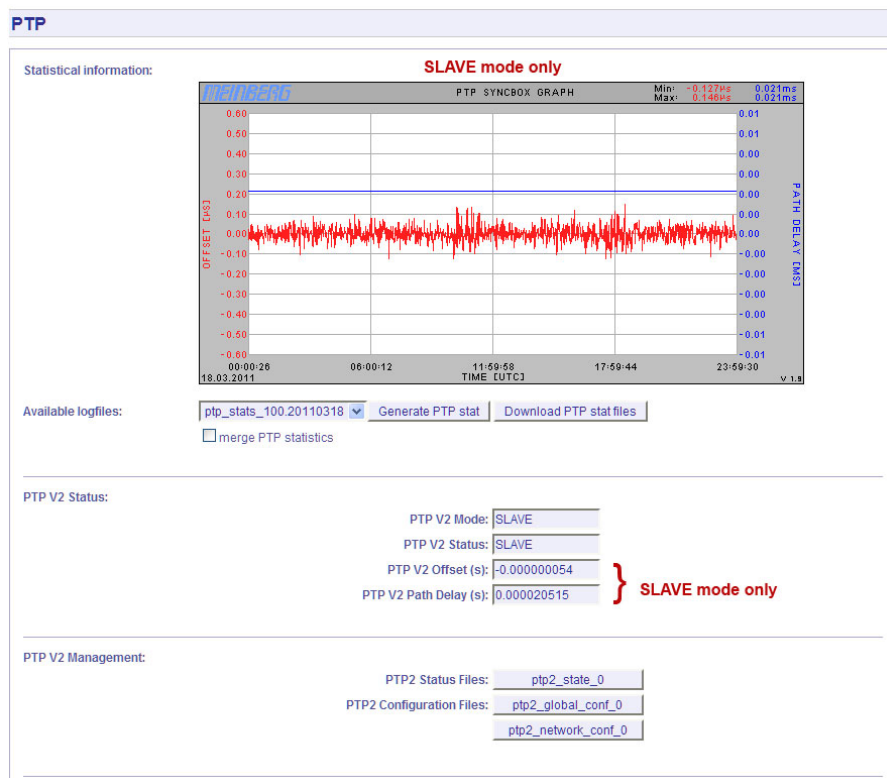 PTP
Statistical information:
SLAVE mode only
MEINBERG PTP SYNCBOX GRAPH Min: -0.127µs 0.021ms
Max: 0.146µs 0.021ms
0.60 0.01
0.50 0.01
0.40 0.00
0.30 0.00
0.20 0.00
0.10 0.00
0.00 0.00
-0.10 -0.00
-0.20 -0.00
-0.30 -0.00
-0.40 -0.00
-0.50 -0.01
-0.60 -0.01
OFFSET [µS]
PATH DELAY [MS]
00:00:26 06:00:12 11:59:58 17:59:44 23:59:30
18.03.2011 TIME [UTC] V 1.9
Available logfiles: ptp_stats_100.20110318 Generate PTP stat Download PTP stat files
merge PTP statistics
PTP V2 Status:
PTP V2 Mode: SLAVE
PTP V2 Status: SLAVE
PTP V2 Offset (s): -0.000000054
PTP V2 Path Delay (s): 0.000020515
} SLAVE mode only
PTP V2 Management:
PTP2 Status Files: ptp2_state_0
PTP2 Configuration Files: ptp2_global_conf_0
ptp2_network_conf_0